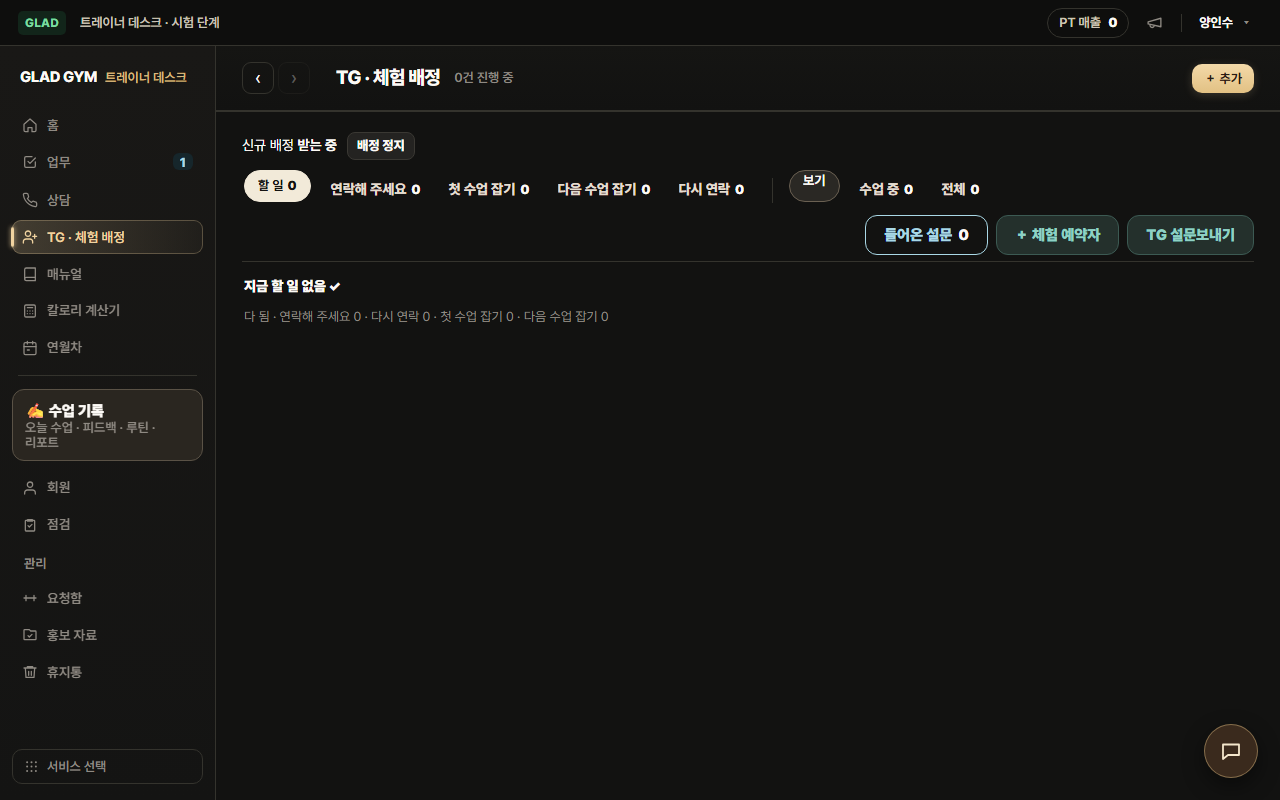 GLAD 트레이너 데스크 · 시험 단계
PT 매출 0
양인수
GLAD GYM 트레이너 데스크
홈
업무 1
상담
TG · 체험 배정
매뉴얼
칼로리 계산기
연월차
✍️ 수업 기록
오늘 수업 · 피드백 · 루틴 ·
리포트
회원
점검
관리
요청함
홍보 자료
휴지통
서비스 선택
‹ › TG · 체험 배정 0건 진행 중
+ 추가
신규 배정 받는 중 배정 정지
할 일 0 연락해 주세요 0 첫 수업 잡기 0 다음 수업 잡기 0 다시 연락 0 보기 수업 중 0 전체 0
들어온 설문 0 + 체험 예약자 TG 설문보내기
지금 할 일 없음 ✓
다 됨 · 연락해 주세요 0 · 다시 연락 0 · 첫 수업 잡기 0 · 다음 수업 잡기 0